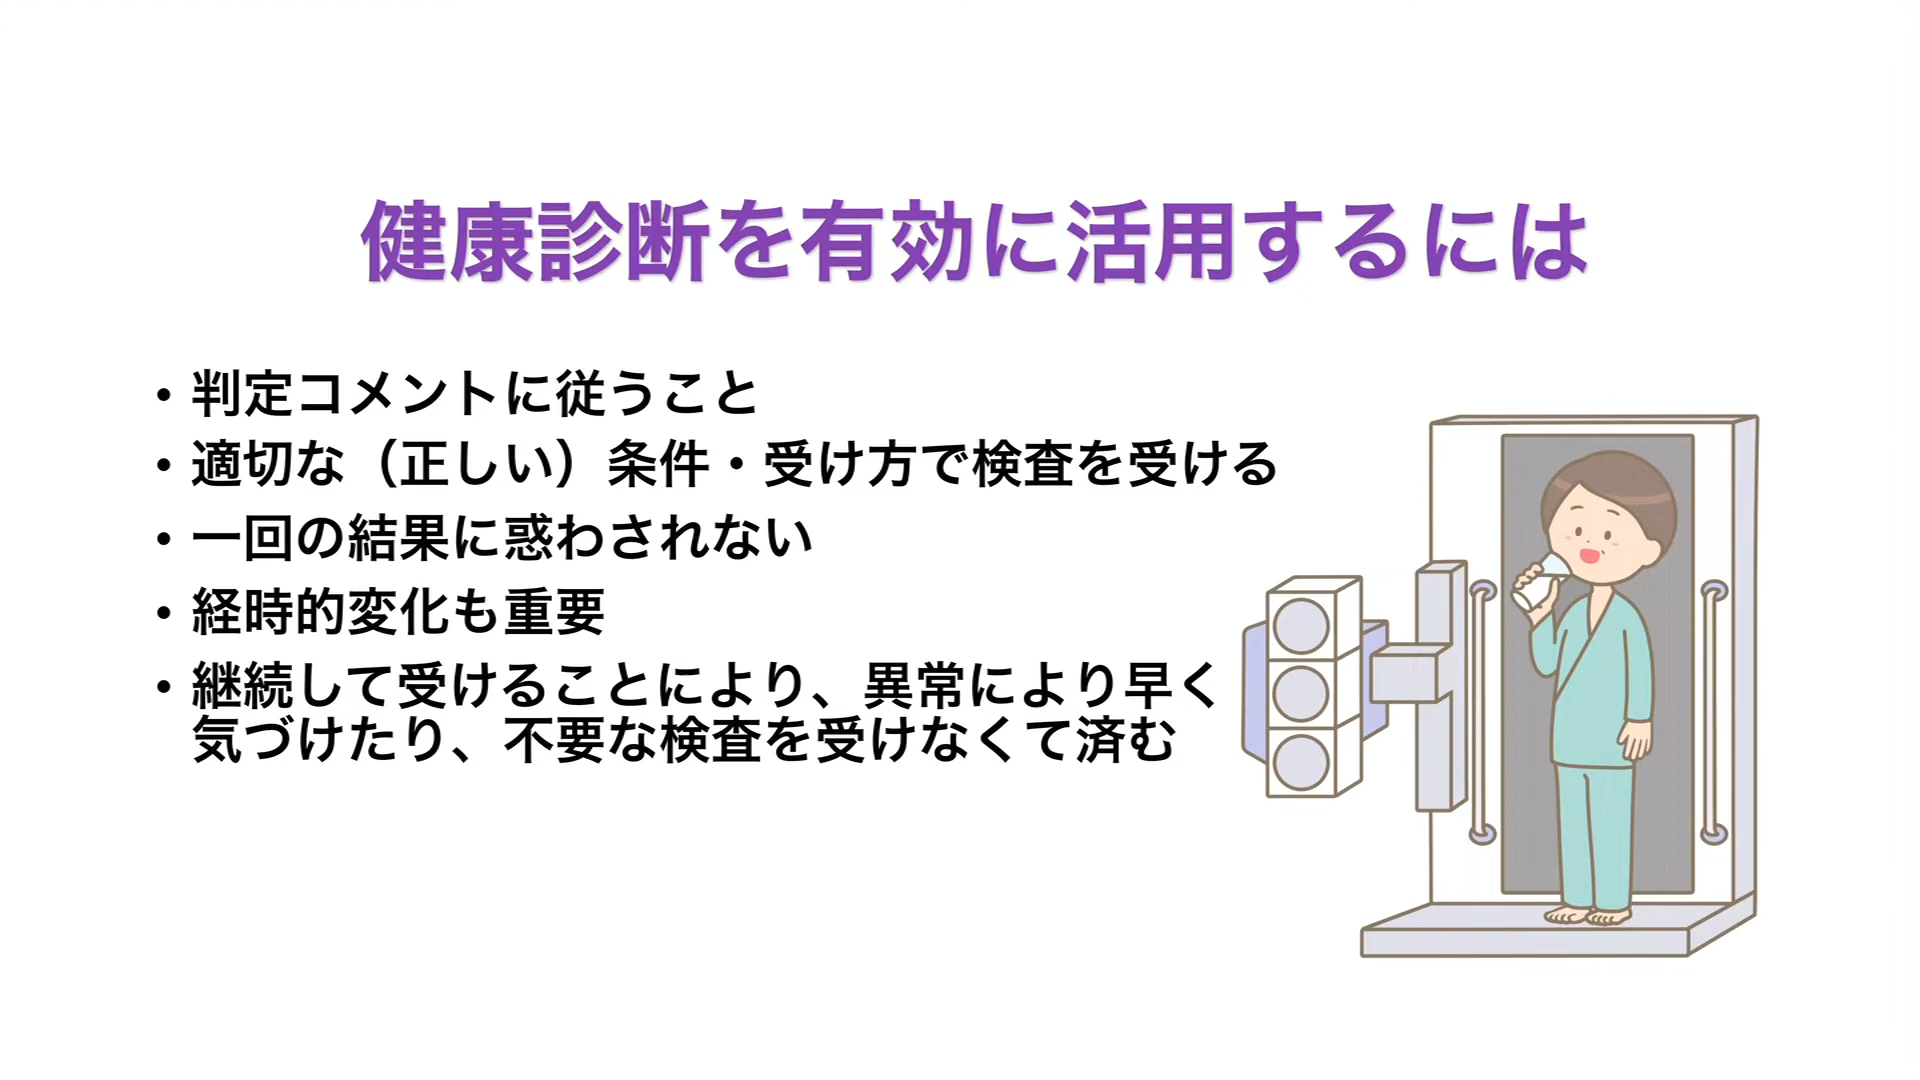 健康診断を有効に活用するには
・判定コメントに従うこと
・適切な（正しい）条件・受け方で検査を受ける
・一回の結果に惑わされない
・経時的変化も重要
・継続して受けることにより、異常により早く
気づけたり、不要な検査を受けなくて済む